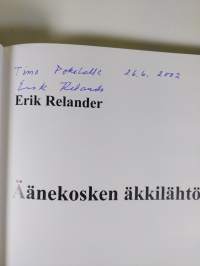 Timo Pokelalle 26.6. 2002
Erik Relander
Erik Relander
Äänekosken äkkilähtö